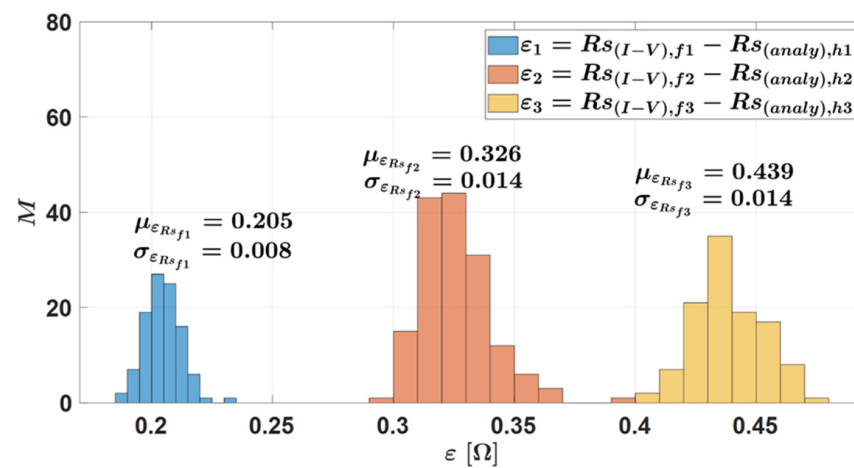 80
60
40
20
0
M
ε₁ = Rs₍I−V₎,f1 − Rs₍analy₎,h1
ε₂ = Rs₍I−V₎,f2 − Rs₍analy₎,h2
ε₃ = Rs₍I−V₎,f3 − Rs₍analy₎,h3
μεRsf1 = 0.205
σεRsf1 = 0.008
μεRsf2 = 0.326
σεRsf2 = 0.014
μεRsf3 = 0.439
σεRsf3 = 0.014
0.2 0.25 0.3 0.35 0.4 0.45
ε [Ω]